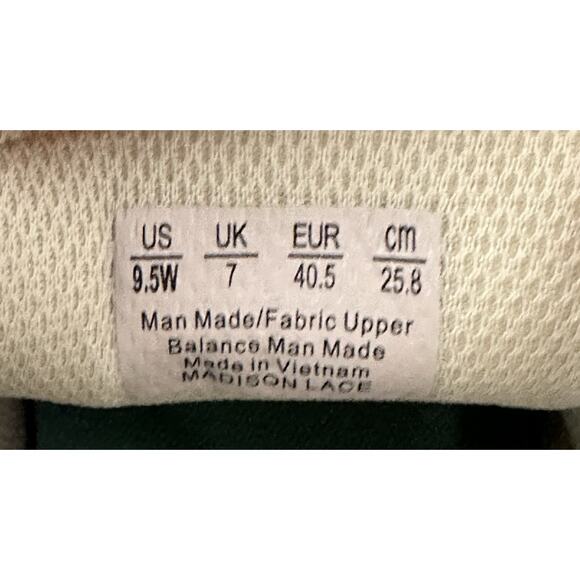 US UK EUR cm
9.5W 7 40.5 25.8
Man Made/Fabric Upper
Balance Man Made
Made in Vietnam
MADISON LACE